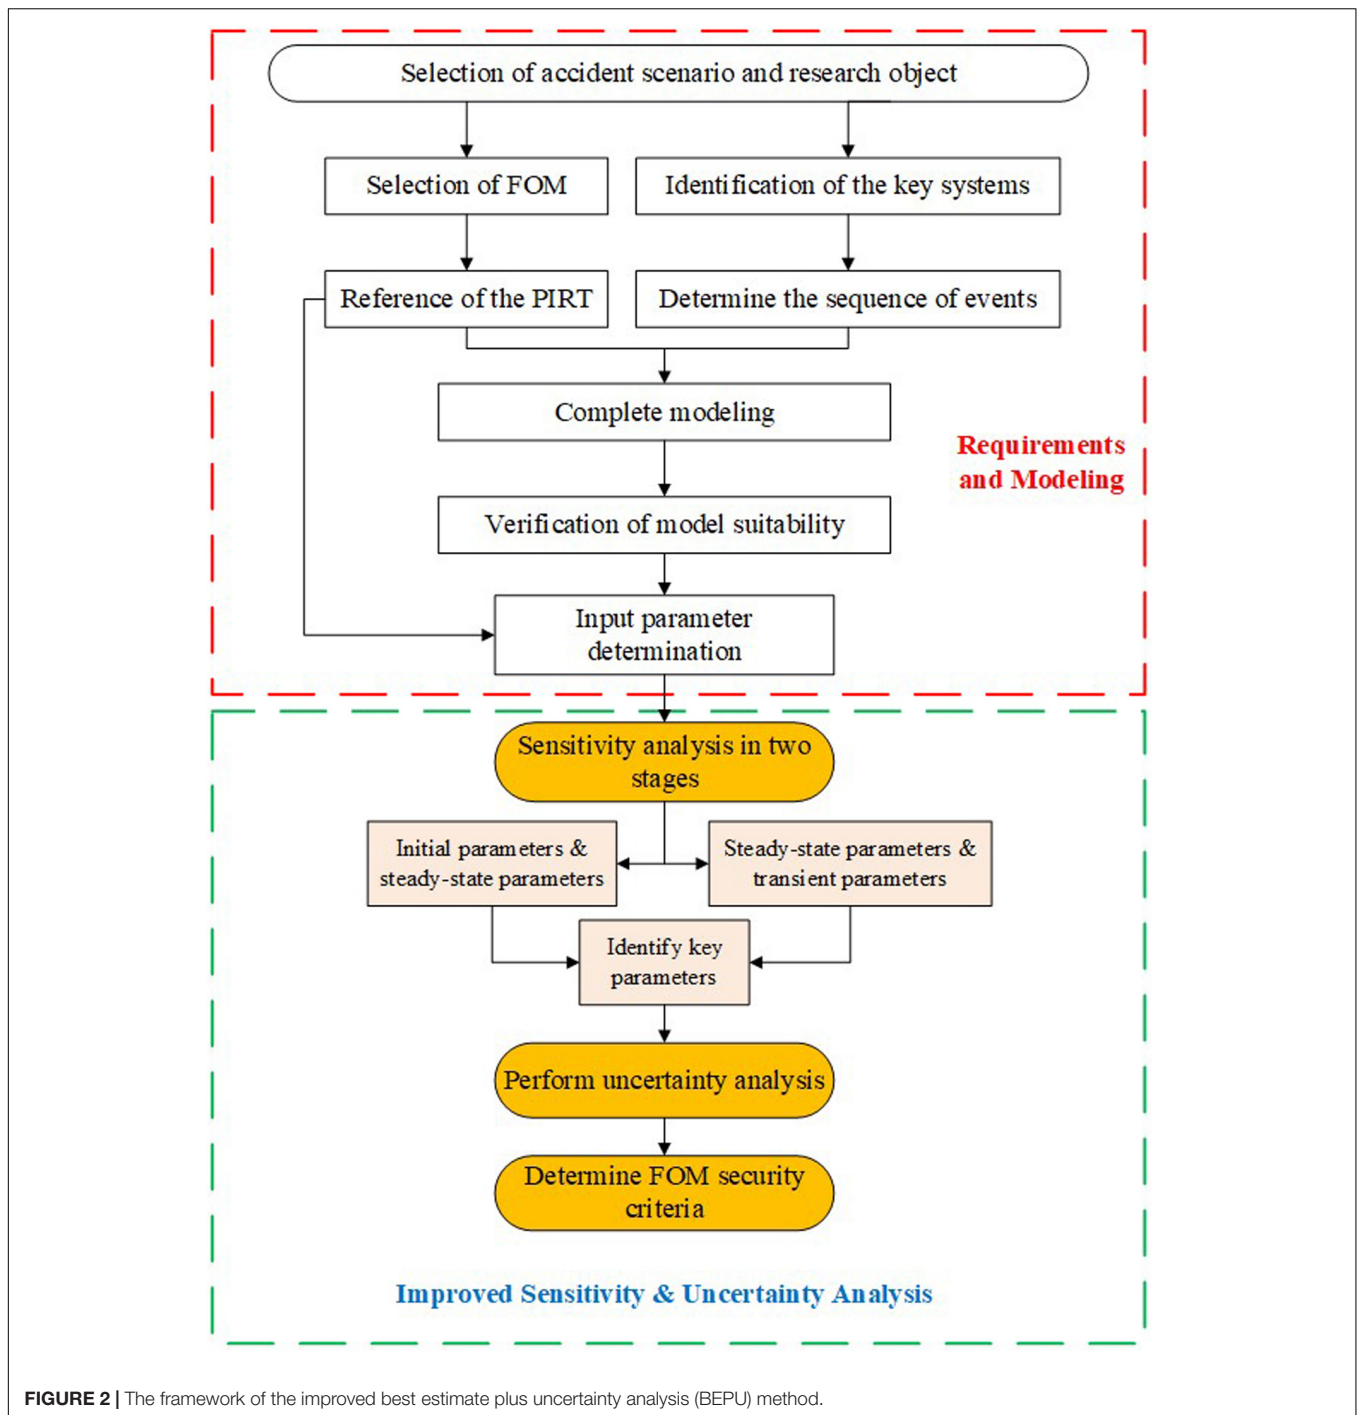 Selection of accident scenario and research object
Selection of FOM
Identification of the key systems
Reference of the PIRT
Determine the sequence of events
Complete modeling
Requirements
and Modeling
Verification of model suitability
Input parameter
determination
Sensitivity analysis in two
stages
Initial parameters &
steady-state parameters
Steady-state parameters &
transient parameters
Identify key
parameters
Perform uncertainty analysis
Determine FOM security
criteria
Improved Sensitivity & Uncertainty Analysis
FIGURE 2 | The framework of the improved best estimate plus uncertainty analysis (BEPU) method.